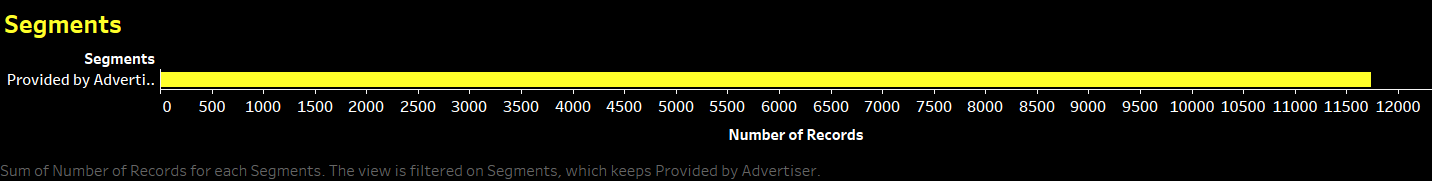 Segments
Segments
Provided by Adverti..
0 500 1000 1500 2000 2500 3000 3500 4000 4500 5000 5500 6000 6500 7000 7500 8000 8500 9000 9500 10000 10500 11000 11500 12000
Number of Records
Sum of Number of Records for each Segments. The view is filtered on Segments, which keeps Provided by Advertiser.